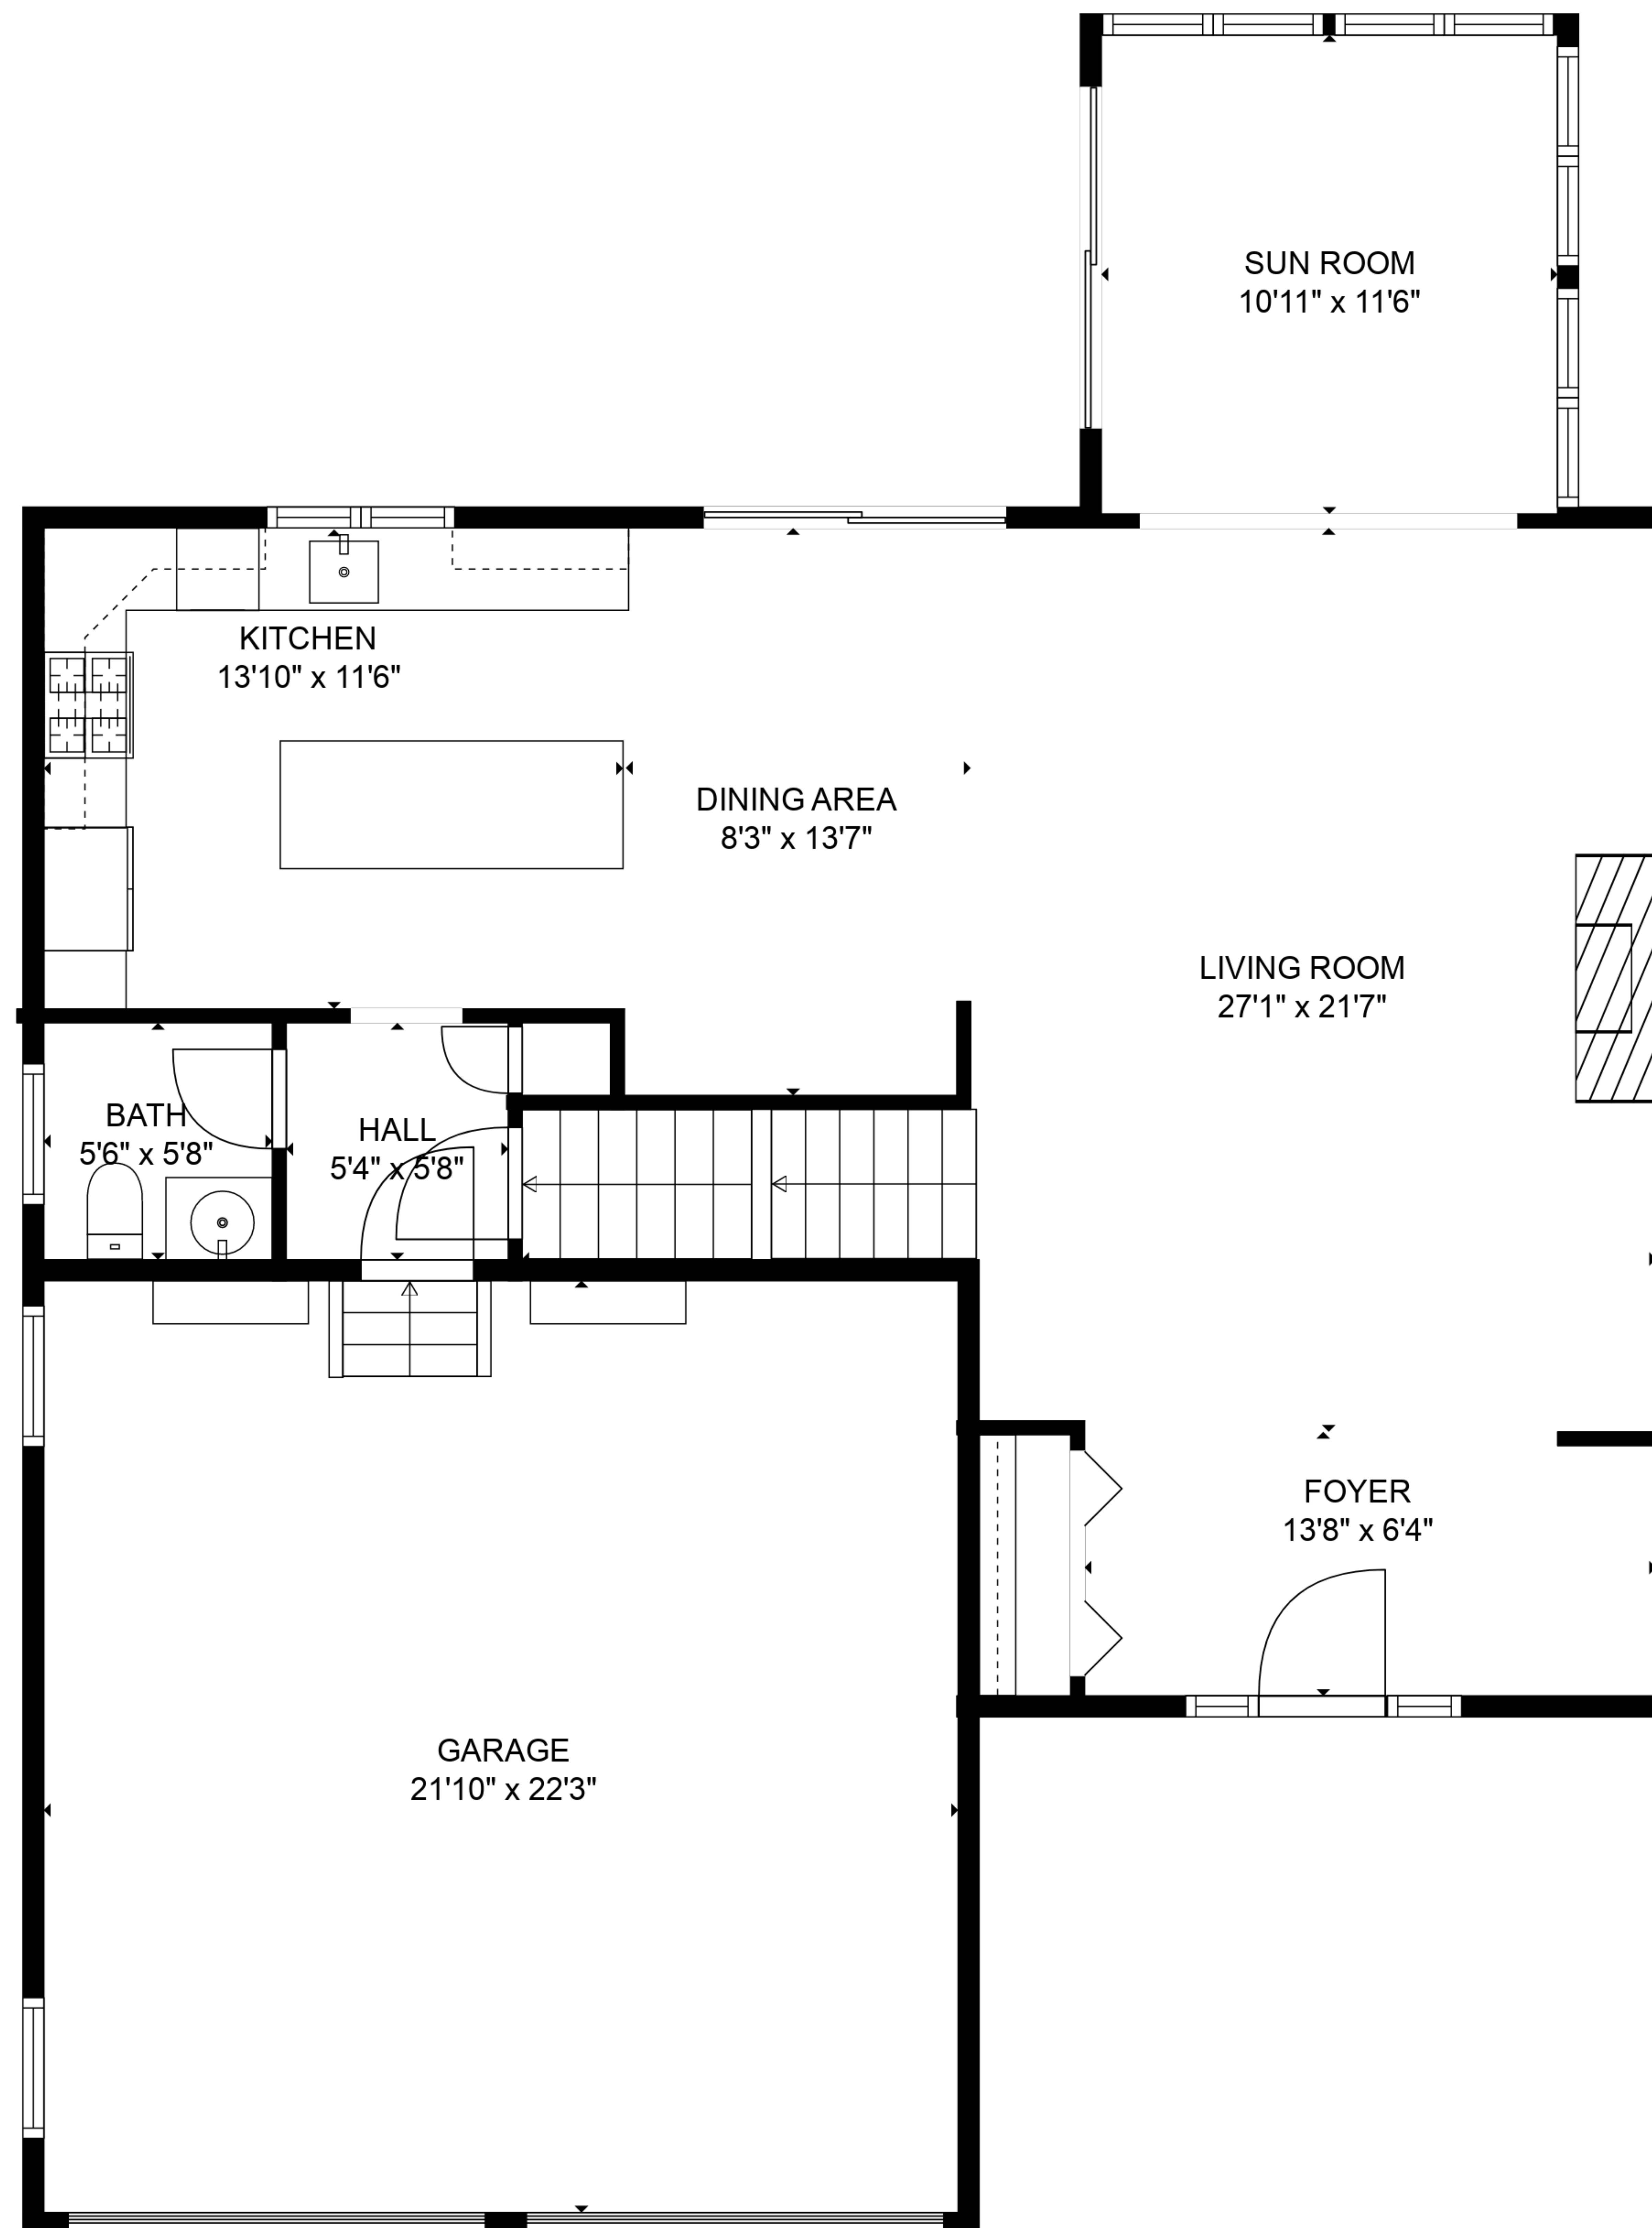 SUN ROOM
10'11" x 11'6"
KITCHEN
13'10" x 11'6"
DINING AREA
8'3" x 13'7"
LIVING ROOM
27'1" x 21'7"
BATH
5'6" x 5'8"
HALL
5'4" x 5'8"
FOYER
13'8" x 6'4"
GARAGE
21'10" x 22'3"